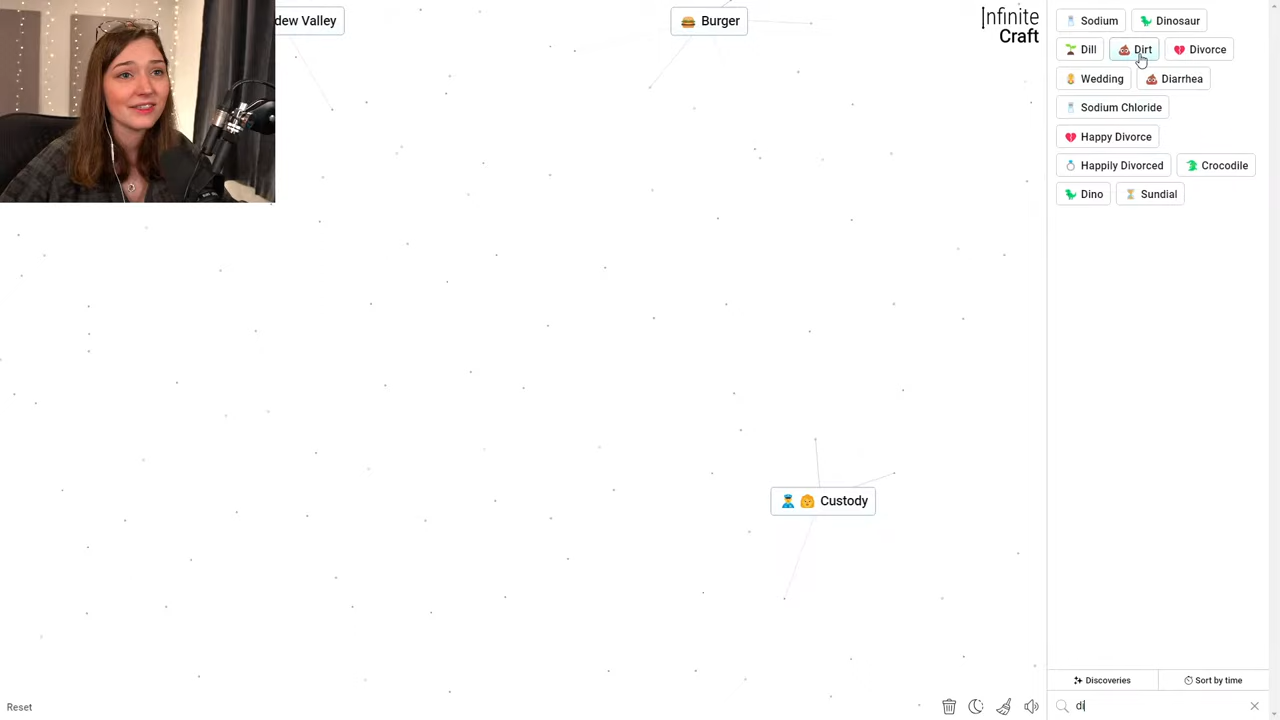 dew Valley
Burger
Infinite
Craft
Sodium
Dinosaur
Dill
Dirt
Divorce
Wedding
Diarrhea
Sodium Chloride
Happy Divorce
Happily Divorced
Crocodile
Dino
Sundial
Custody
Discoveries
Sort by time
Reset
di